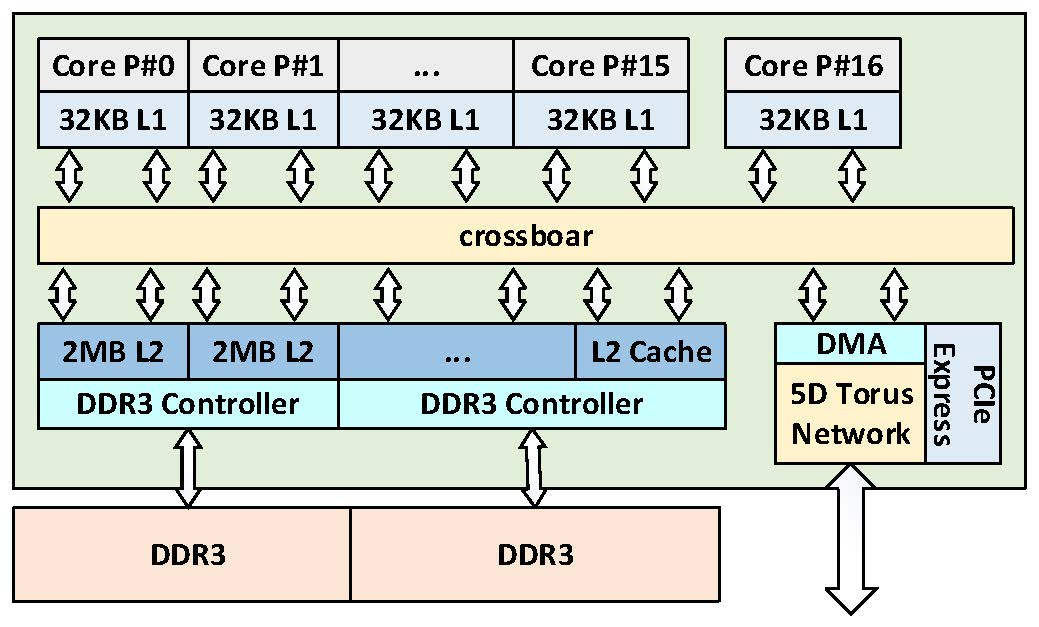 Core P#0 Core P#1 ... Core P#15 Core P#16
32KB L1 32KB L1 32KB L1 32KB L1 32KB L1
crossboar
2MB L2 2MB L2 ... L2 Cache
DDR3 Controller DDR3 Controller
DMA
5D Torus
Network
PCIe
Express
DDR3 DDR3